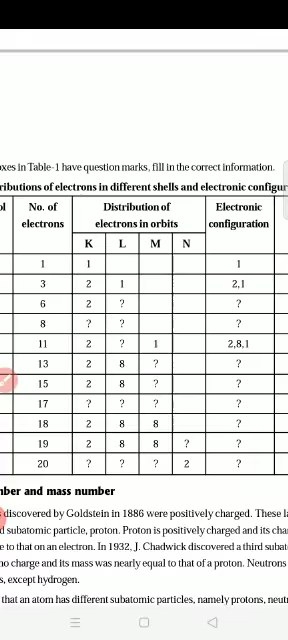 oxes in Table-1 have question marks, fill in the correct information.
ributions of electrons in different shells and electronic configur
ol No. of Distribution of Electronic
electrons electrons in orbits configuration
K L M N
1 1 1
3 2 1 2,1
6 2 ? ?
8 ? ? ?
11 2 ? 1 2,8,1
13 2 8 ? ?
15 2 8 ? ?
17 ? ? ? ?
18 2 8 8 ?
19 2 8 8 ? ?
20 ? ? ? 2 ?
nber and mass number
s discovered by Goldstein in 1886 were positively charged. These la
d subatomic particle, proton. Proton is positively charged and its char
e to that on an electron. In 1932, J. Chadwick discovered a third subato
no charge and its mass was nearly equal to that of a proton. Neutrons
s, except hydrogen.
that an atom has different subatomic particles, namely protons, neutr